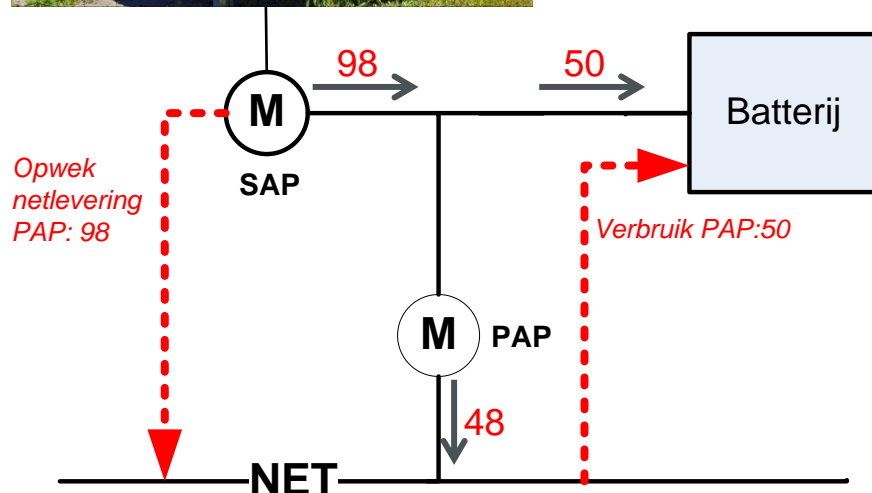 98
50
M
Batterij
SAP
Opwek
netlevering
PAP: 98
Verbruik PAP:50
M
PAP
48
NET